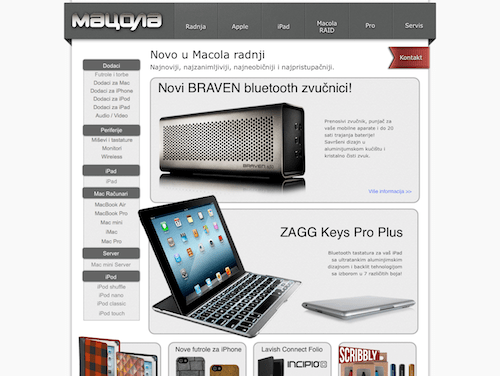 мацола
Radnja
Apple
iPad
Macola
RAID
Pro
Servis
Novo u Macola radnji
Najnoviji, najzanimljiviji, najneobičniji i najpristupačniji.
Kontakt
Dodaci
Futrole i torbe
Dodaci za Mac
Dodaci za iPhone
Dodaci za iPod
Dodaci za iPad
Audio / Video
Periferije
Miševi i tastature
Monitori
Wireless
iPad
iPad
Mac Računari
MacBook Air
MacBook Pro
Mac mini
iMac
Mac Pro
Server
Mac mini Server
iPod
iPod shuffle
iPod nano
iPod classic
iPod touch
Novi BRAVEN bluetooth zvučnici!
BRAVEN
Prenosivi zvučnik, punjač za
vaše mobilne aparate i do 20
sati trajanja baterije!
Savršeni dizajn u
aluminijumskom kućištu i
kristalno čisti zvuk.
Više informacija >>
ZAGG Keys Pro Plus
Bluetooth tastatura za vaš iPad
sa ultratankim aluminijumskim
dizajnom i backlit tehnologijom
sa izborom u 7 različitih boja!
Nove futrole za iPhone
Lavish Connect Folio
INCIPIO
SCRIBBLY